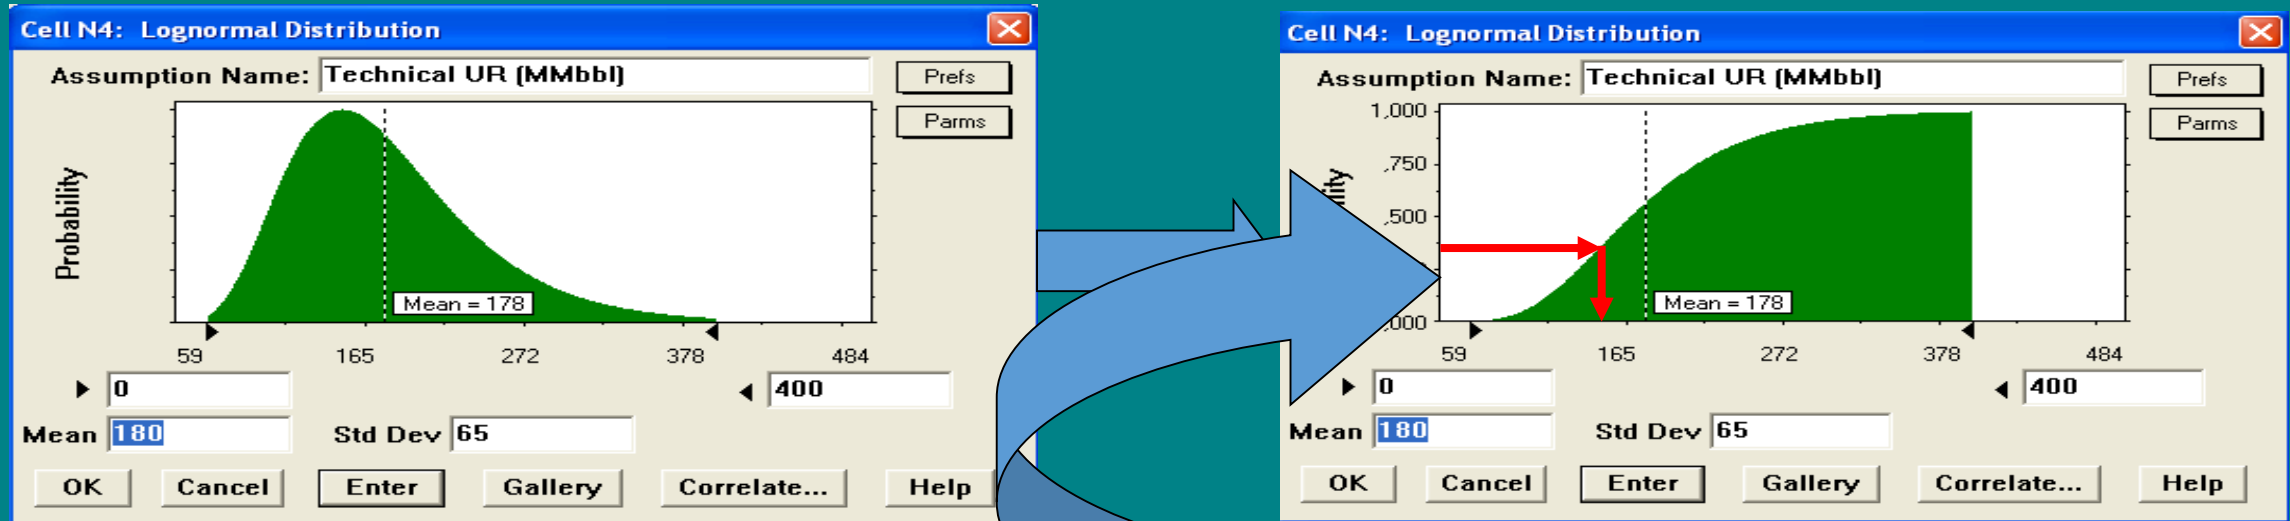 Cell N4: Lognormal Distribution
Assumption Name: Technical UR (MMbbl)
Prefs
Parms
Probability
Mean = 178
59 165 272 378 484
0
400
Mean 180 Std Dev 65
OK Cancel Enter Gallery Correlate... Help
Cell N4: Lognormal Distribution
Assumption Name: Technical UR (MMbbl)
Prefs
Parms
1,000
,750
,500
,000
Mean = 178
59 165 272 378 484
0
400
Mean 180 Std Dev 65
OK Cancel Enter Gallery Correlate... Help